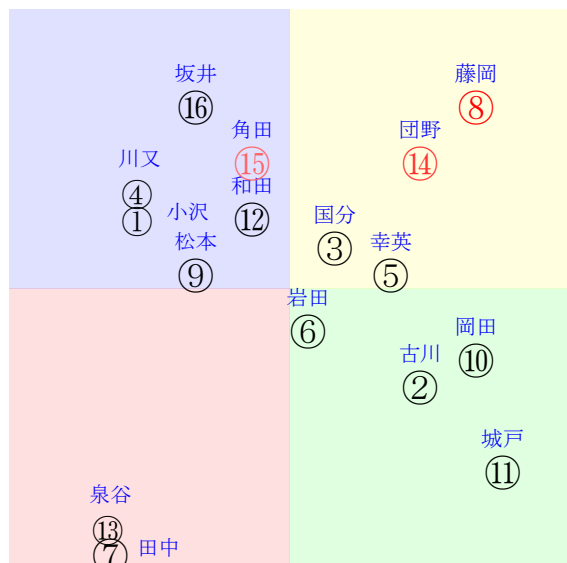 坂井
⑯
藤岡
⑧
角田
⑮
団野
⑭
川又
④
①
小沢
和田
⑫
国分
③
松本
⑨
幸英
⑤
岩田
⑥
岡田
⑩
古川
②
城戸
⑪
泉谷
⑬
⑦
田中